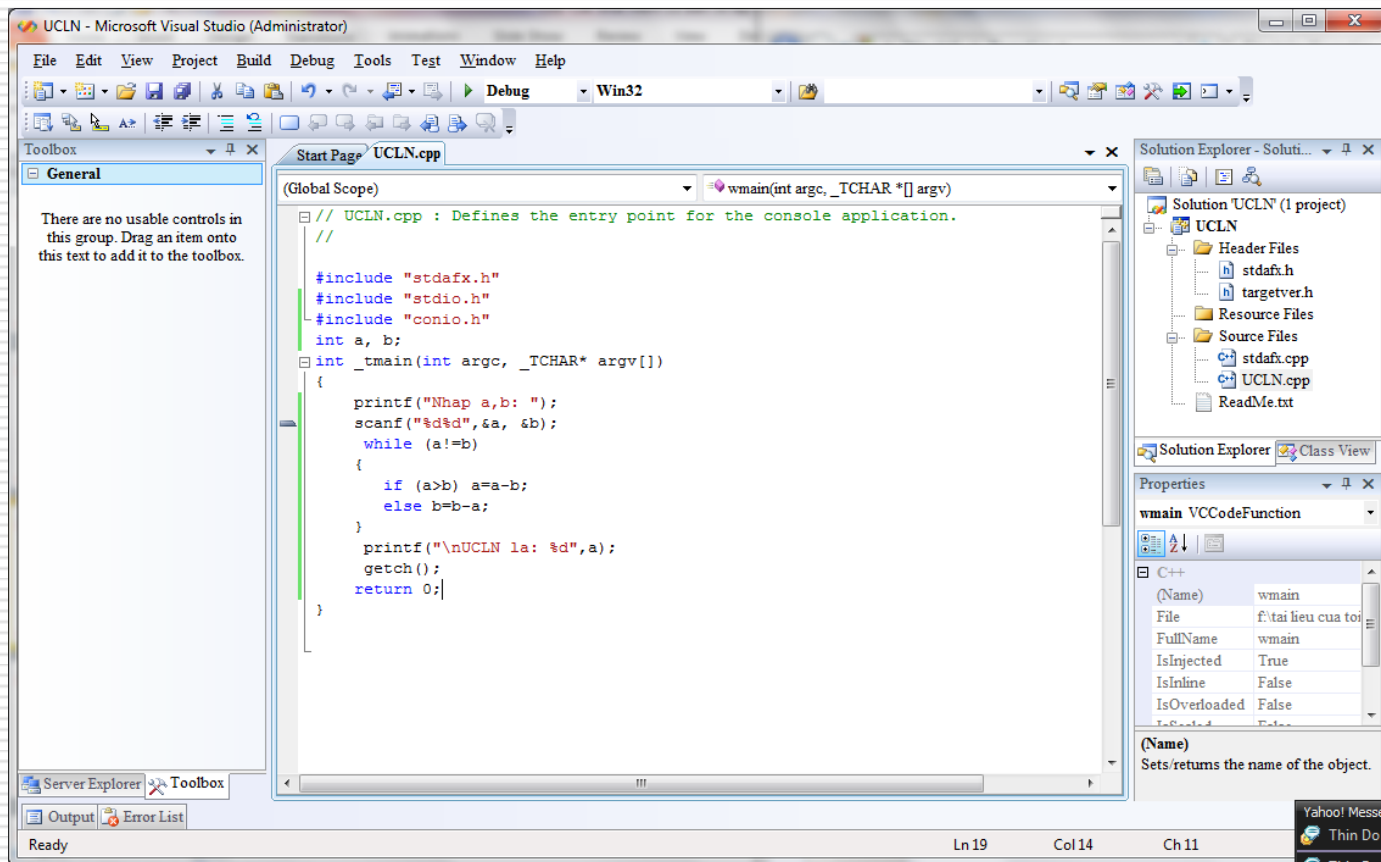 UCLN - Microsoft Visual Studio (Administrator)
File Edit View Project Build Debug Tools Test Window Help
Debug Win32
Toolbox
General
There are no usable controls in
this group. Drag an item onto
this text to add it to the toolbox.
Server Explorer Toolbox
Start Page UCLN.cpp
(Global Scope) wmain(int argc, _TCHAR *[] argv)
// UCLN.cpp : Defines the entry point for the console application.
//
#include "stdafx.h"
#include "stdio.h"
#include "conio.h"
int a, b;
int _tmain(int argc, _TCHAR* argv[])
{
printf("Nhap a,b: ");
scanf("%d%d",&a, &b);
while (a!=b)
{
if (a>b) a=a-b;
else b=b-a;
}
printf("\nUCLN la: %d",a);
getch();
return 0;
}
Solution Explorer - Soluti...
Solution 'UCLN' (1 project)
UCLN
Header Files
stdafx.h
targetver.h
Resource Files
Source Files
stdafx.cpp
UCLN.cpp
ReadMe.txt
Solution Explorer Class View
Properties
wmain VCCodeFunction
C++
(Name) wmain
File f:\tai lieu cua toi
FullName wmain
IsInjected True
IsInline False
IsOverloaded False
(Name)
Sets/returns the name of the object.
Output Error List
Ready Ln 19 Col 14 Ch 11
Yahoo! Messe
Thin Do